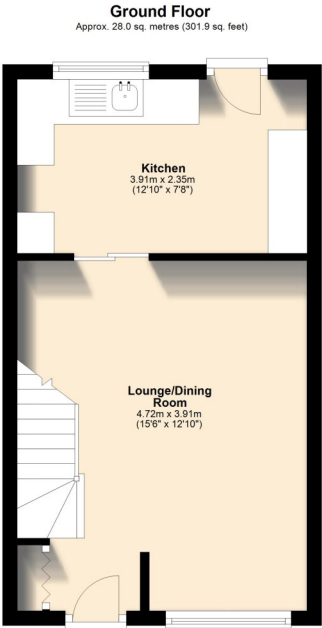 Ground Floor
Approx. 28.0 sq. metres (301.9 sq. feet)
Kitchen
3.91m x 2.35m
(12'10" x 7'8")
Lounge/Dining
Room
4.72m x 3.91m
(15'6" x 12'10")